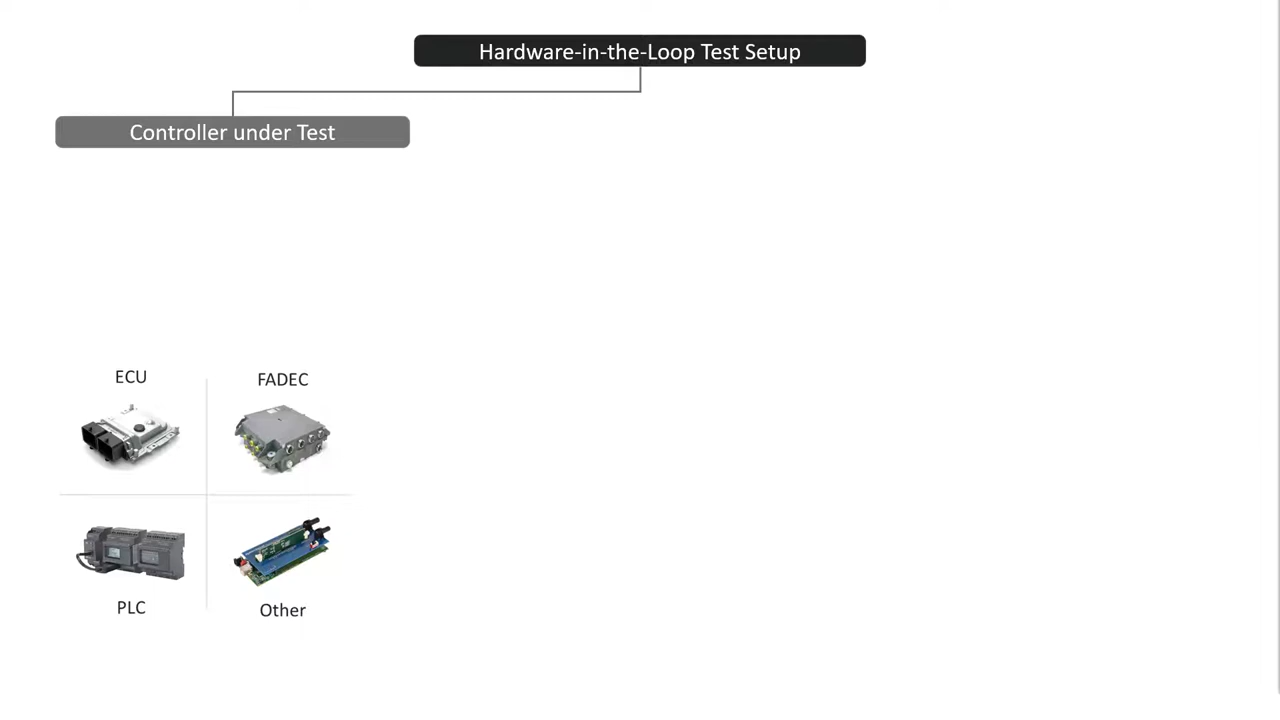 Hardware-in-the-Loop Test Setup
Controller under Test
ECU
FADEC
PLC
Other